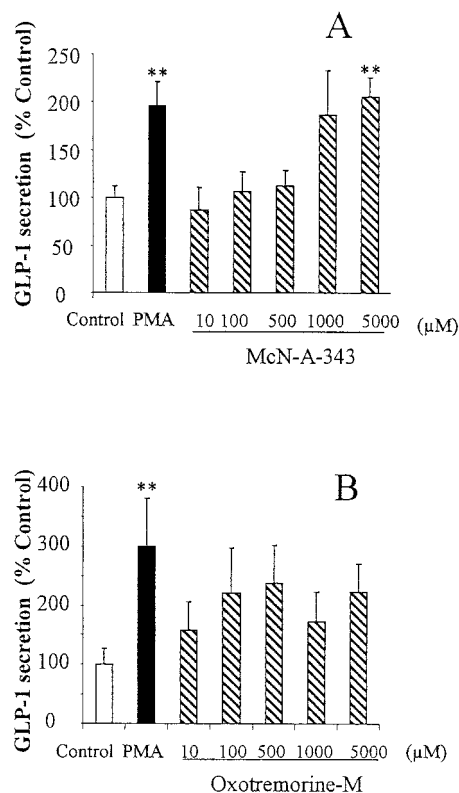 A
GLP-1 secretion (% Control)
250
200
150
100
50
0
**
**
Control PMA 10 100 500 1000 5000 (µM)
McN-A-343
B
GLP-1 secretion (% Control)
400
300
200
100
0
**
Control PMA 10 100 500 1000 5000 (µM)
Oxotremorine-M